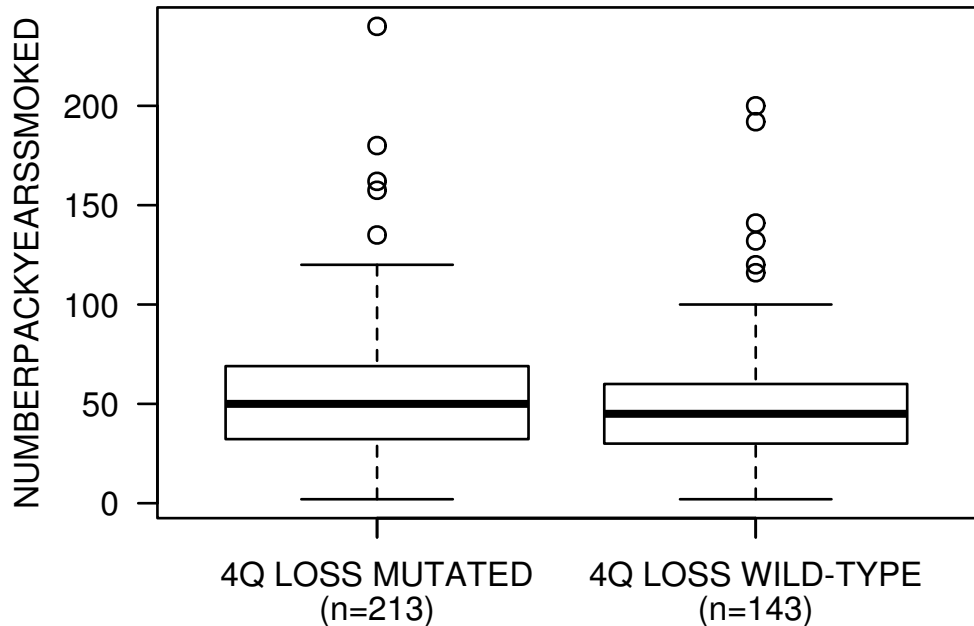 NUMBERPACKYEARSSMOKED
200
150
100
50
0
4Q LOSS MUTATED
(n=213)
4Q LOSS WILD-TYPE
(n=143)